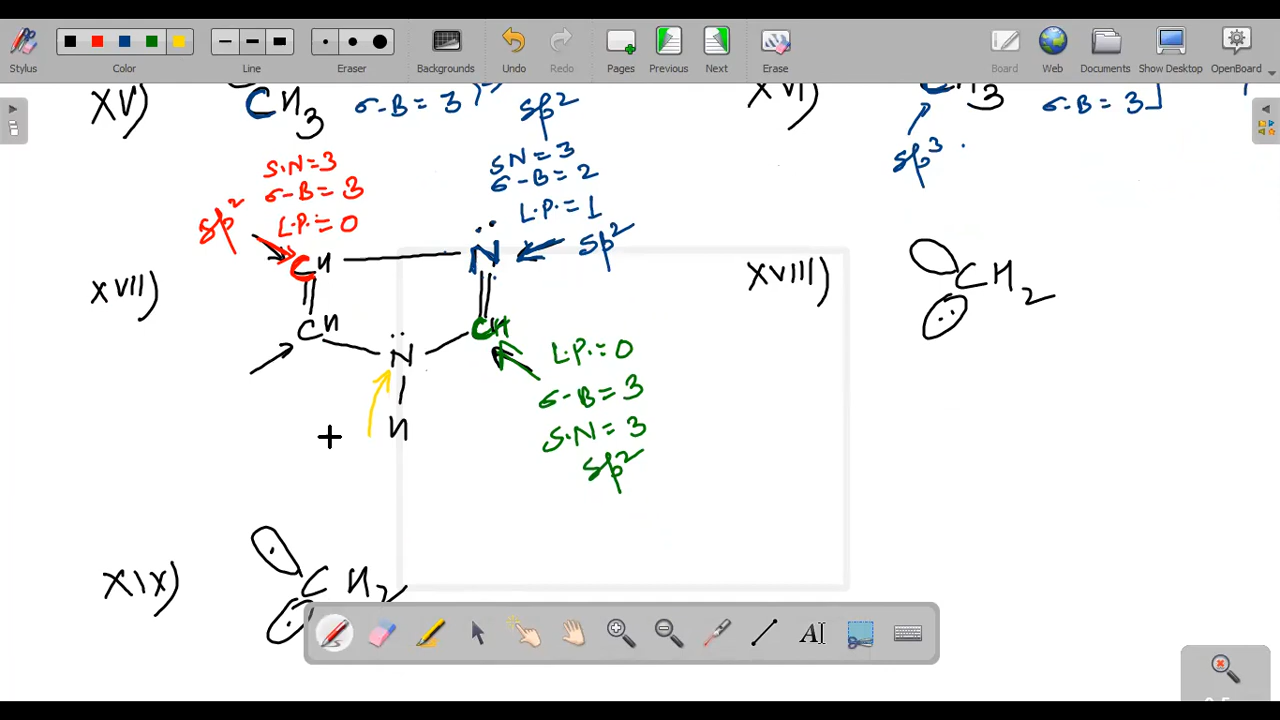 Stylus Color Line Eraser Backgrounds Undo Redo Pages Previous Next Erase Board Web Documents Show Desktop OpenBoard
XV) CH3 σ-B = 3 sp2
XVI) CH3 σ-B = 3
sp3
S.N=3
σ-B= 3
L.P.= 0
sp2
SN = 3
σ-B= 2
L.P.= 1
sp2
XVII) CH N
CH N CH
H
L.P.= 0
σ-B= 3
S.N= 3
sp2
XVIII) CH2
XIX) CH2